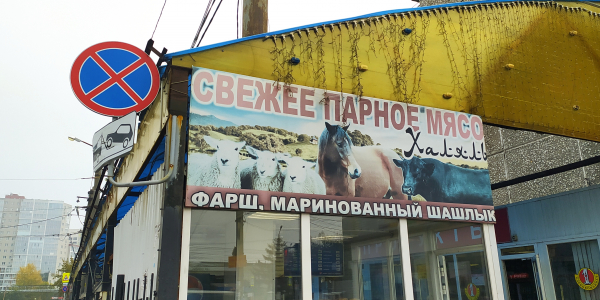 СВЕЖЕЕ ПАРНОЕ МЯСО
Халяль
ФАРШ, МАРИНОВАННЫЙ ШАШЛЫК